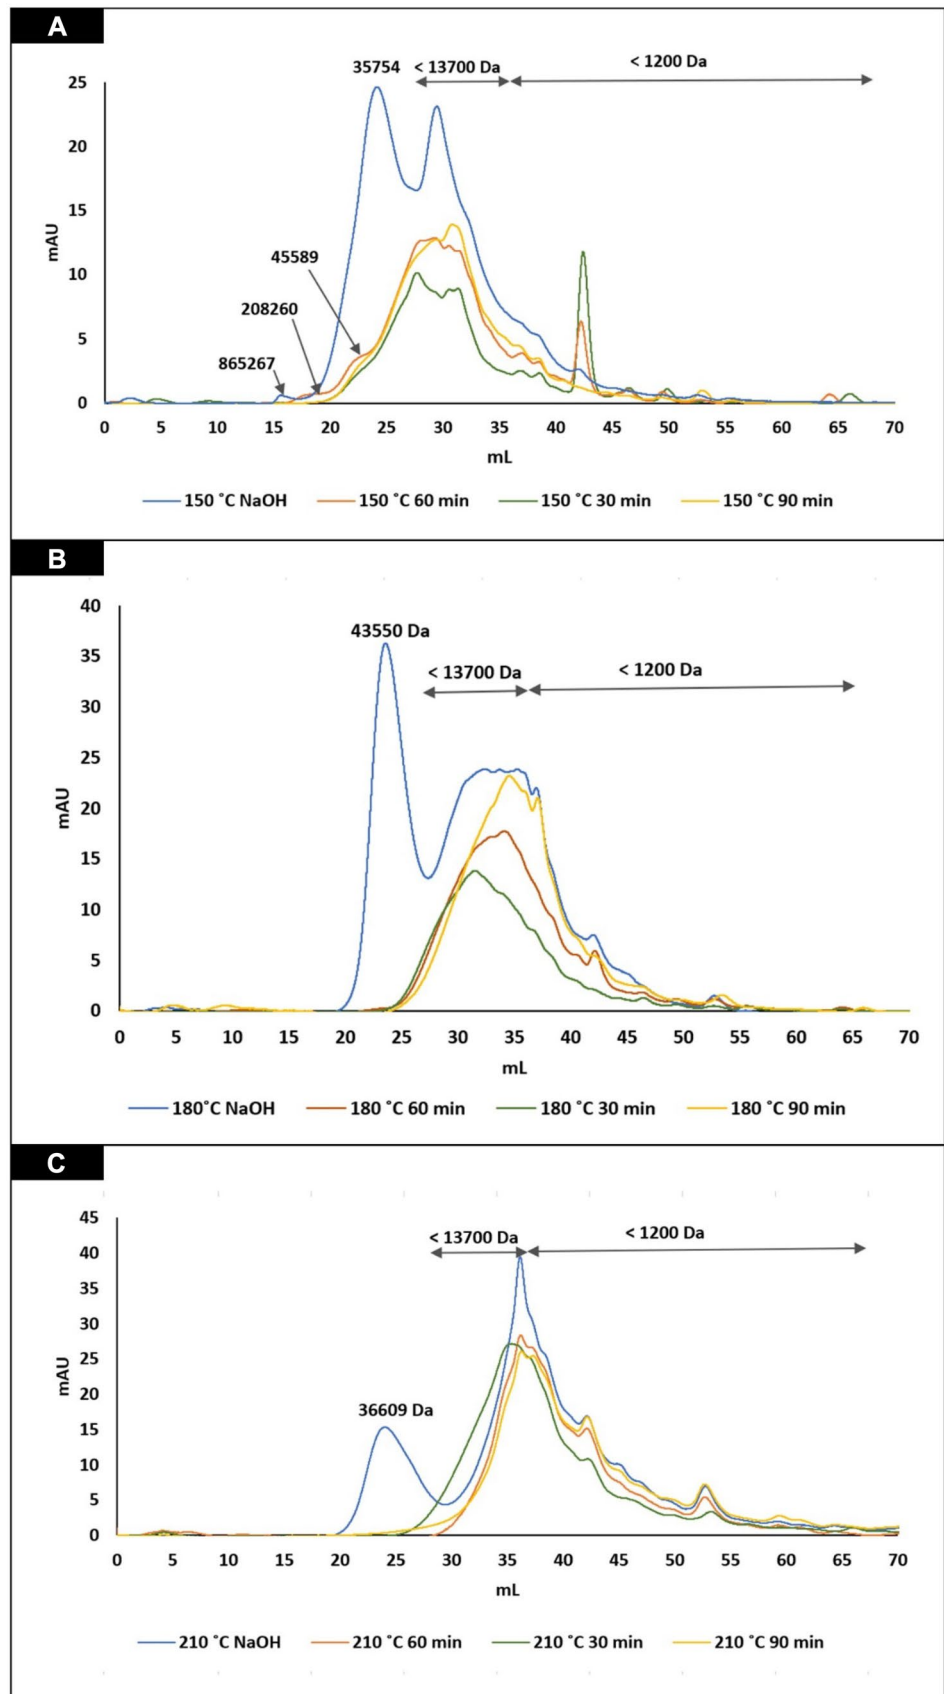 A
35754 < 13700 Da < 1200 Da
25
20
15
10
5
0
mAU
45589
208260
865267
0 5 10 15 20 25 30 35 40 45 50 55 60 65 70
mL
150 ˚C NaOH 150 ˚C 60 min 150 ˚C 30 min 150 ˚C 90 min
B
40
35
30
25
20
15
10
5
0
mAU
43550 Da
< 13700 Da < 1200 Da
0 5 10 15 20 25 30 35 40 45 50 55 60 65 70
mL
180˚C NaOH 180 ˚C 60 min 180 ˚C 30 min 180 ˚C 90 min
C
45
40
35
30
25
20
15
10
5
0
mAU
< 13700 Da < 1200 Da
36609 Da
0 5 10 15 20 25 30 35 40 45 50 55 60 65 70
mL
210 ˚C NaOH 210 ˚C 60 min 210 ˚C 30 min 210 ˚C 90 min